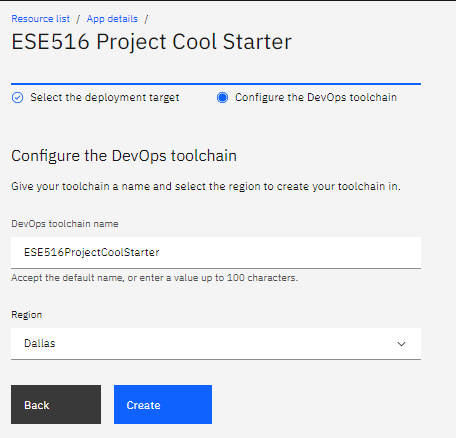 Resource list / App details /
ESE516 Project Cool Starter
Select the deployment target Configure the DevOps toolchain
Configure the DevOps toolchain
Give your toolchain a name and select the region to create your toolchain in.
DevOps toolchain name
ESE516ProjectCoolStarter
Accept the default name, or enter a value up to 100 characters.
Region
Dallas
Back Create